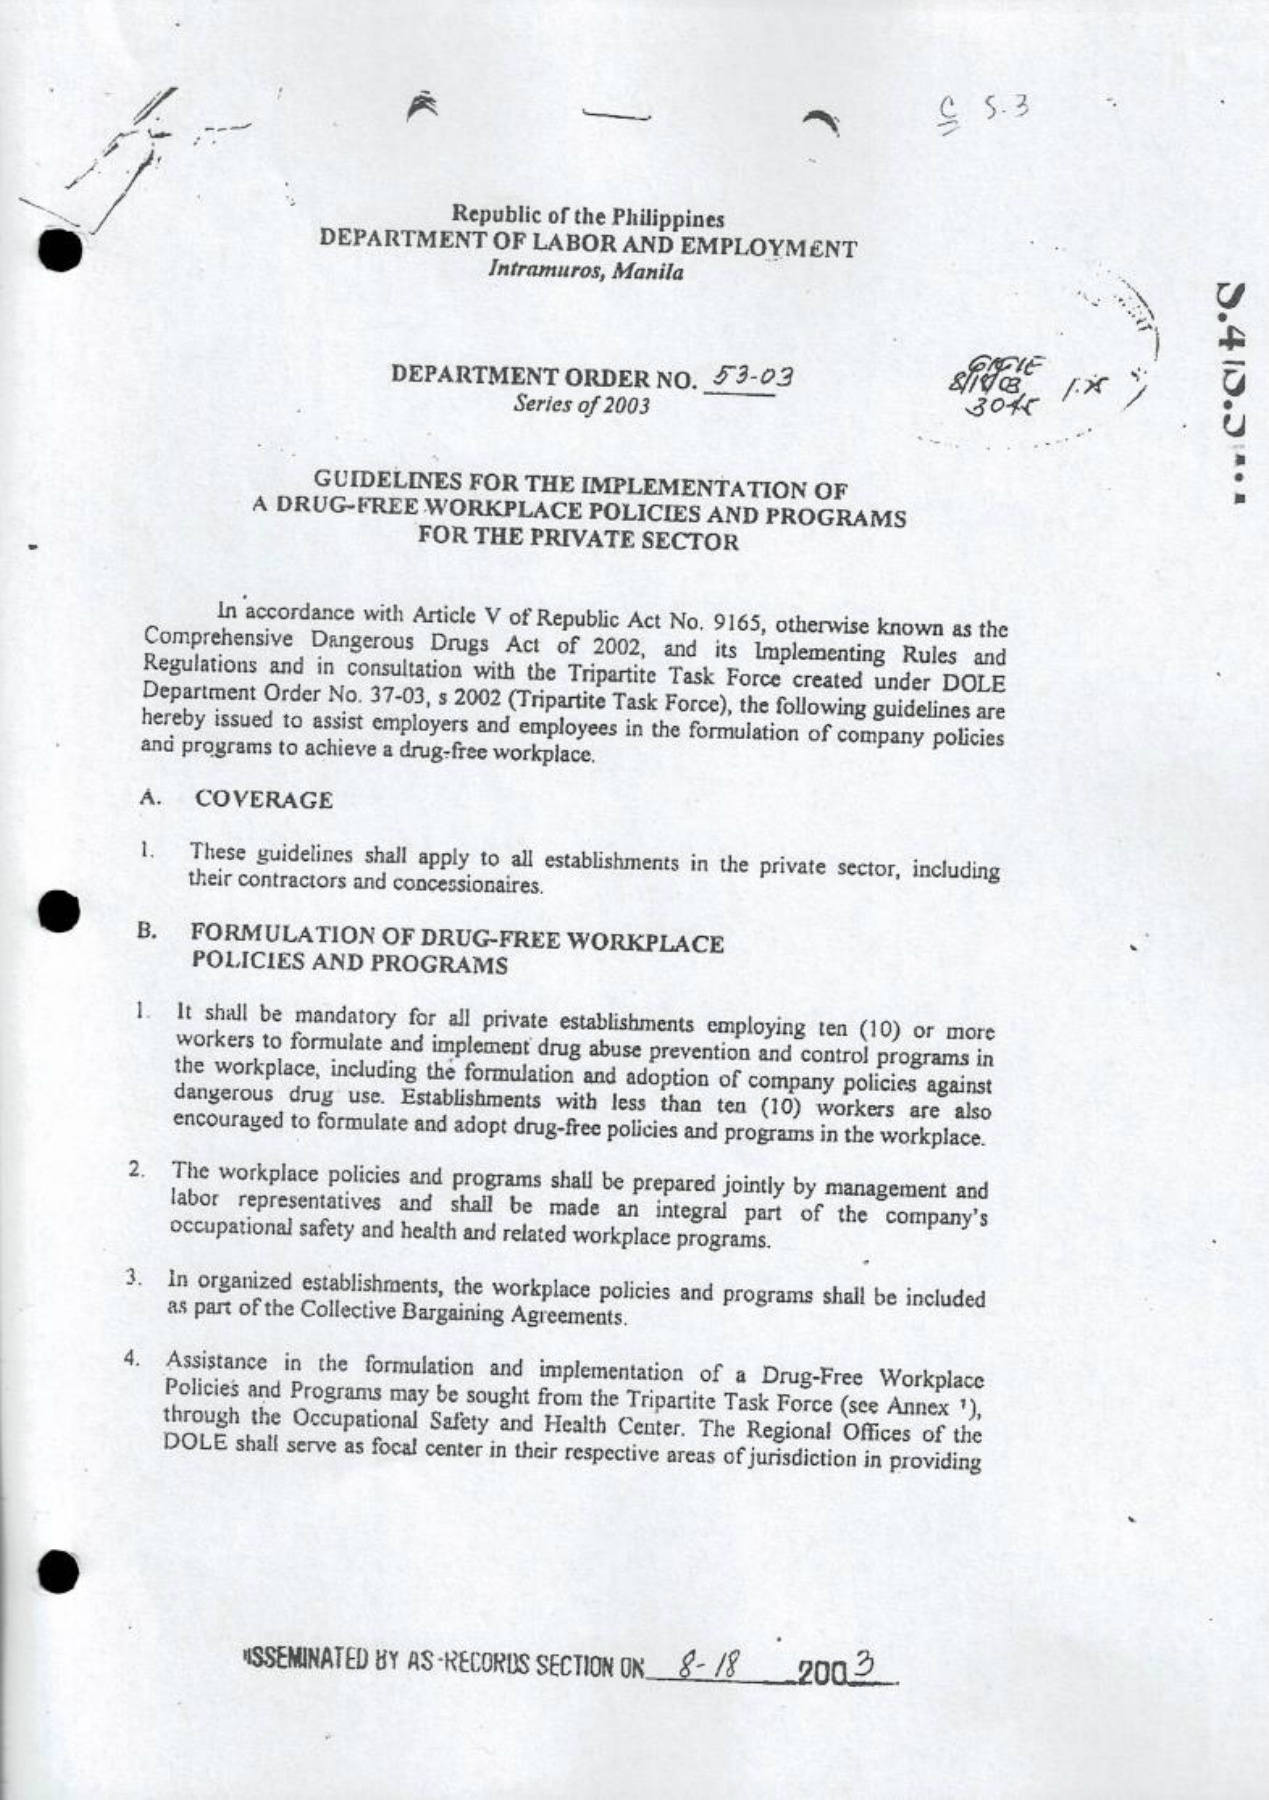 C S.3
Republic of the Philippines
DEPARTMENT OF LABOR AND EMPLOYMENT
Intramuros, Manila
DEPARTMENT ORDER NO. 53-03
Series of 2003
8/18/03
3045
GUIDELINES FOR THE IMPLEMENTATION OF
A DRUG-FREE WORKPLACE POLICIES AND PROGRAMS
FOR THE PRIVATE SECTOR
In accordance with Article V of Republic Act No. 9165, otherwise known as the
Comprehensive Dangerous Drugs Act of 2002, and its Implementing Rules and
Regulations and in consultation with the Tripartite Task Force created under DOLE
Department Order No. 37-03, s 2002 (Tripartite Task Force), the following guidelines are
hereby issued to assist employers and employees in the formulation of company policies
and programs to achieve a drug-free workplace.
A. COVERAGE
1. These guidelines shall apply to all establishments in the private sector, including
their contractors and concessionaires.
B. FORMULATION OF DRUG-FREE WORKPLACE
POLICIES AND PROGRAMS
1. It shall be mandatory for all private establishments employing ten (10) or more
workers to formulate and implement drug abuse prevention and control programs in
the workplace, including the formulation and adoption of company policies against
dangerous drug use. Establishments with less than ten (10) workers are also
encouraged to formulate and adopt drug-free policies and programs in the workplace.
2. The workplace policies and programs shall be prepared jointly by management and
labor representatives and shall be made an integral part of the company's
occupational safety and health and related workplace programs.
3. In organized establishments, the workplace policies and programs shall be included
as part of the Collective Bargaining Agreements.
4. Assistance in the formulation and implementation of a Drug-Free Workplace
Policies and Programs may be sought from the Tripartite Task Force (see Annex ¹),
through the Occupational Safety and Health Center. The Regional Offices of the
DOLE shall serve as focal center in their respective areas of jurisdiction in providing
ISSEMINATED BY AS-RECORDS SECTION ON 8-18 2003